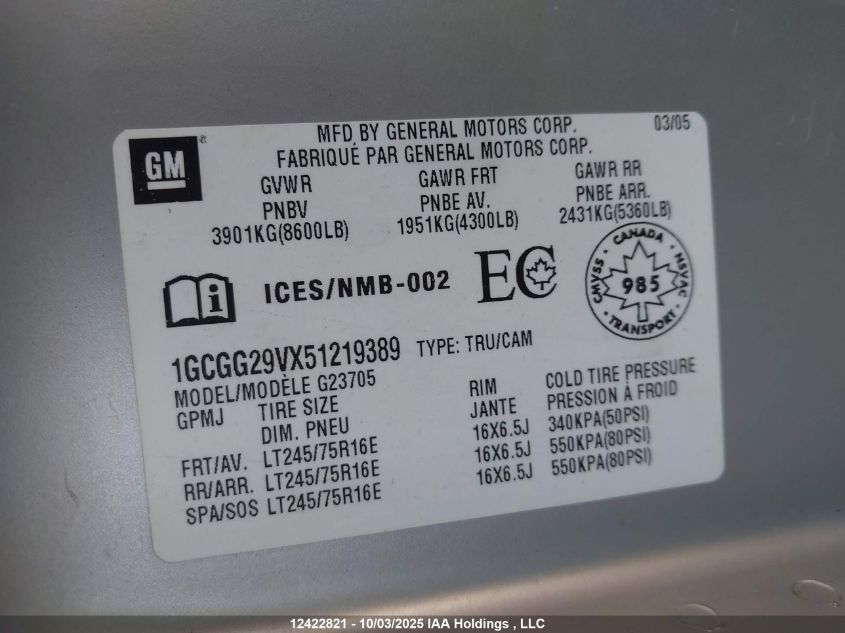 GM
MFD BY GENERAL MOTORS CORP. 03/05
FABRIQUÉ PAR GENERAL MOTORS CORP.
GVWR GAWR FRT GAWR RR
PNBV PNBE AV. PNBE ARR.
3901KG(8600LB) 1951KG(4300LB) 2431KG(5360LB)
i ICES/NMB-002 EC
CANADA
CMVSS 985 NSVAC
TRANSPORT
1GCGG29VX51219389 TYPE: TRU/CAM
MODEL/MODÈLE G23705
GPMJ TIRE SIZE RIM COLD TIRE PRESSURE
DIM. PNEU JANTE PRESSION À FROID
FRT/AV. LT245/75R16E 16X6.5J 340KPA(50PSI)
RR/ARR. LT245/75R16E 16X6.5J 550KPA(80PSI)
SPA/SOS LT245/75R16E 16X6.5J 550KPA(80PSI)
12422821 - 10/03/2025 IAA Holdings , LLC